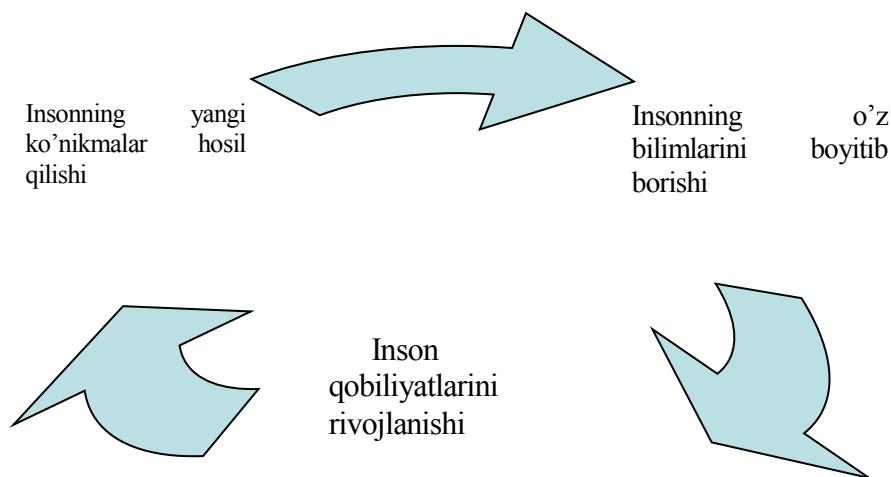 Insonning yangi
ko’nikmalar hosil
qilishi
Insonning o’z
bilimlarini boyitib
borishi
Inson
qobiliyatlarini
rivojlanishi